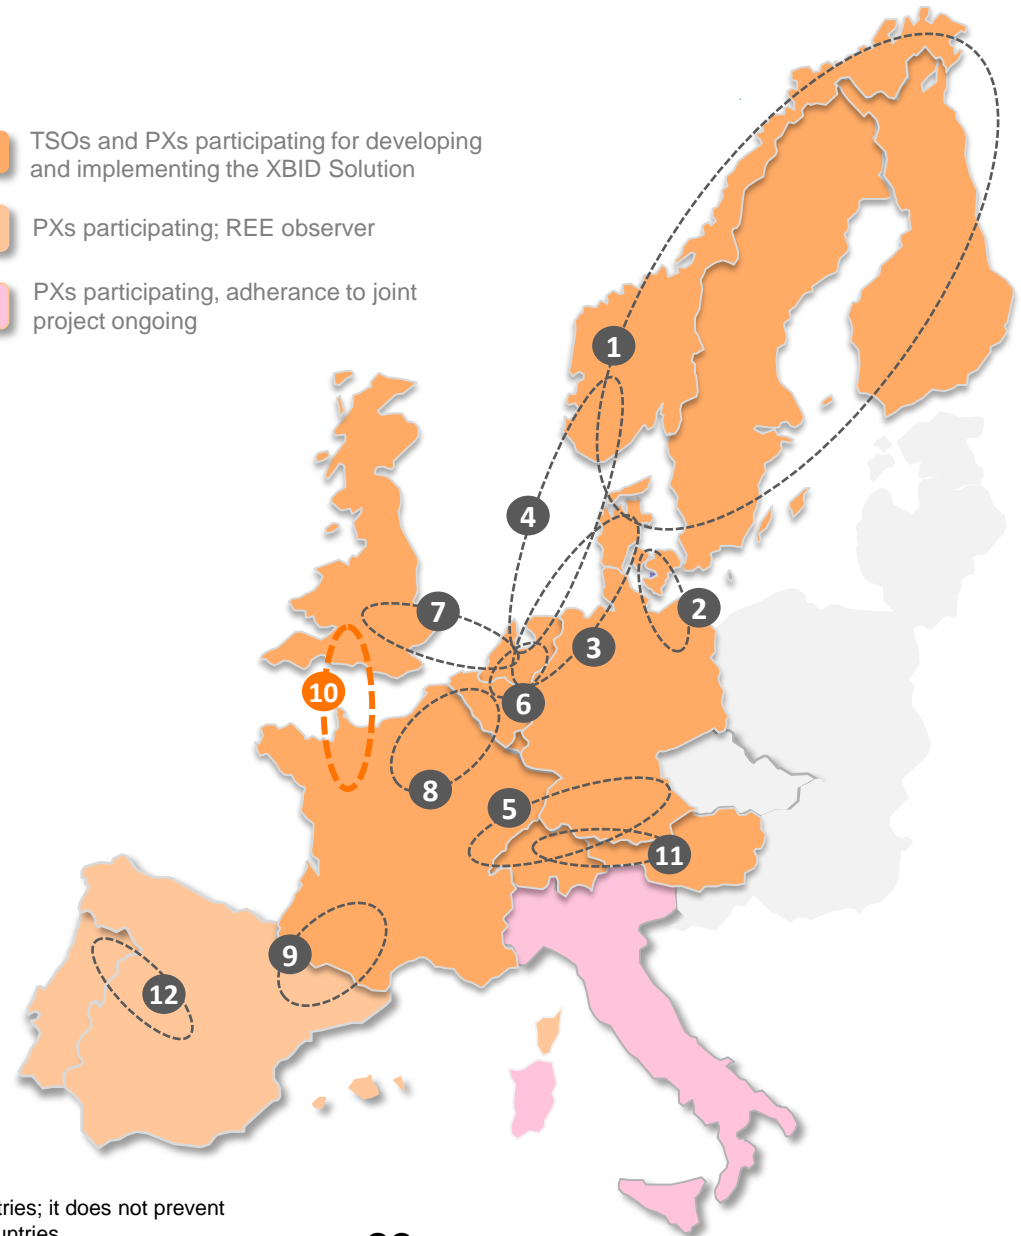 TSOs and PXs participating for developing
and implementing the XBID Solution
PXs participating; REE observer
PXs participating, adherance to joint
project ongoing
1
4
7
2
3
10
6
8
5
11
9
12
tries; it does not prevent